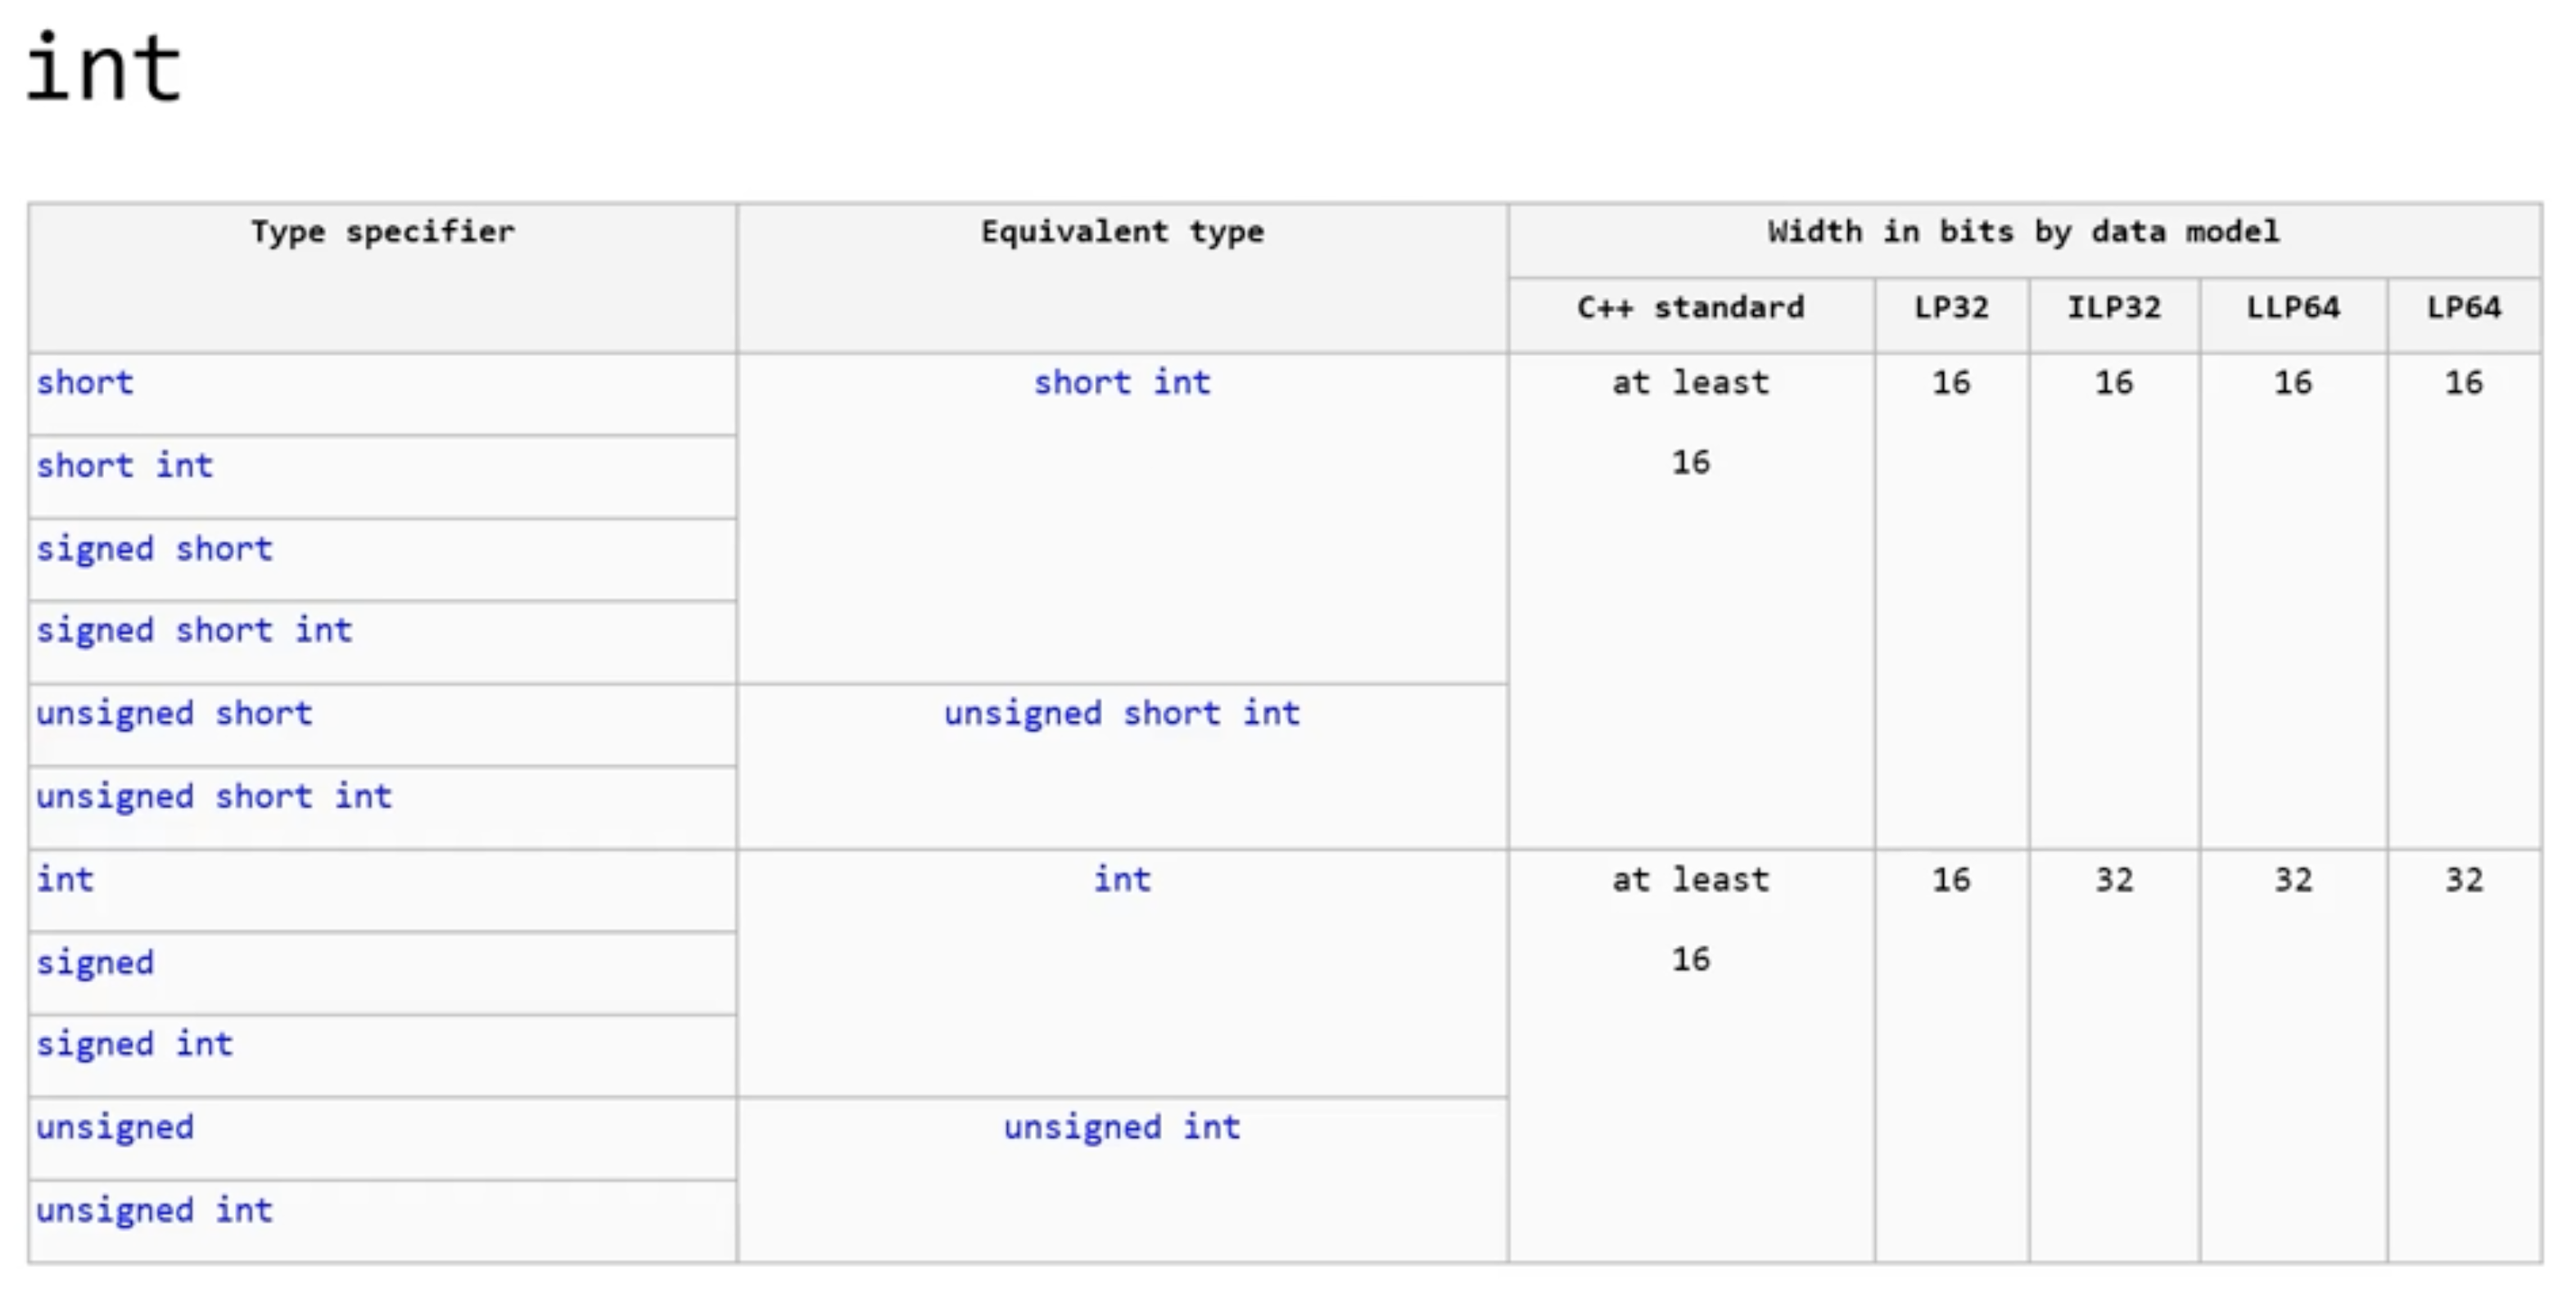 int
Type specifier Equivalent type Width in bits by data model
C++ standard LP32 ILP32 LLP64 LP64
short short int at least 16 16 16 16
short int 16
signed short
signed short int
unsigned short unsigned short int
unsigned short int
int int at least 16 32 32 32
signed 16
signed int
unsigned unsigned int
unsigned int